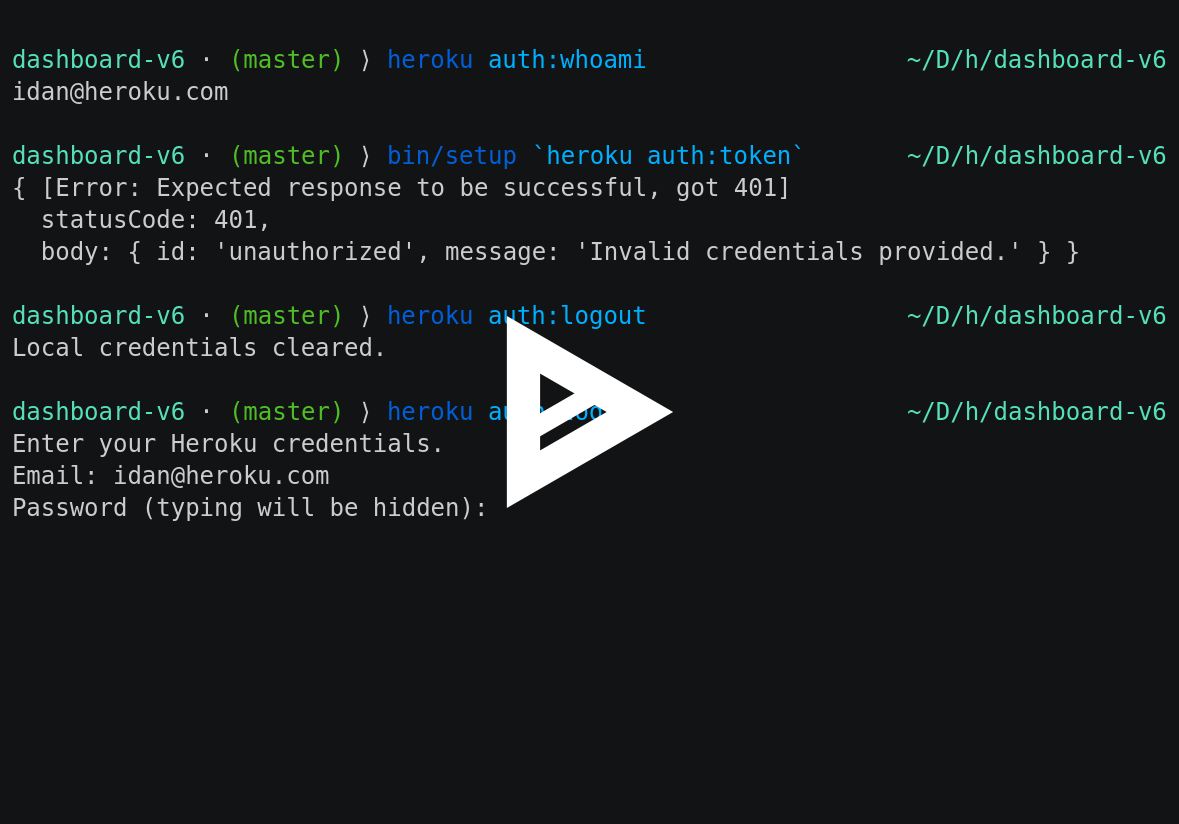 dashboard-v6 · (master) ⟩ heroku auth:whoami ~/D/h/dashboard-v6
idan@heroku.com
dashboard-v6 · (master) ⟩ bin/setup `heroku auth:token` ~/D/h/dashboard-v6
{ [Error: Expected response to be successful, got 401]
  statusCode: 401,
  body: { id: 'unauthorized', message: 'Invalid credentials provided.' } }
dashboard-v6 · (master) ⟩ heroku auth:logout ~/D/h/dashboard-v6
Local credentials cleared.
dashboard-v6 · (master) ⟩ heroku ~/D/h/dashboard-v6
Enter your Heroku credentials.
Email: idan@heroku.com
Password (typing will be hidden):